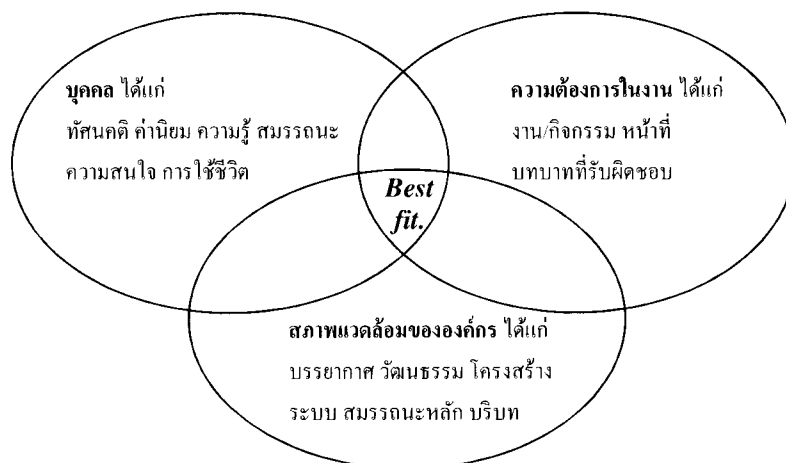 บุคคล ได้แก่
ทัศนคติ ค่านิยม ความรู้ สมรรถนะ
ความสนใจ การใช้ชีวิต
ความต้องการในงาน ได้แก่
งาน/กิจกรรม หน้าที่
บทบาทที่รับผิดชอบ
Best
fit.
สภาพแวดล้อมขององค์กร ได้แก่
บรรยากาศ วัฒนธรรม โครงสร้าง
ระบบ สมรรถนะหลัก บริบท